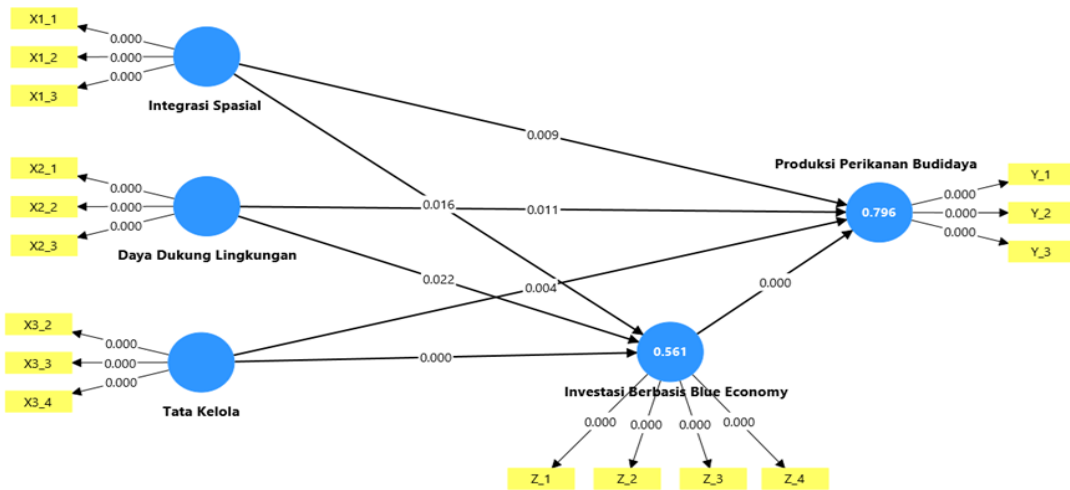 X1_1
0.000
X1_2
0.000
0.000
X1_3
Integrasi Spasial
0.009
Produksi Perikanan Budidaya
X2_1
0.000
X2_2
0.000
0.000
X2_3
Daya Dukung Lingkungan
0.016
0.011
0.796
0.000
Y_1
0.000
Y_2
0.000
Y_3
0.022
0.004
0.000
X3_2
0.000
X3_3
0.000
0.000
X3_4
Tata Kelola
0.000
0.561
Investasi Berbasis Blue Economy
0.000
0.000
0.000
0.000
Z_1
Z_2
Z_3
Z_4